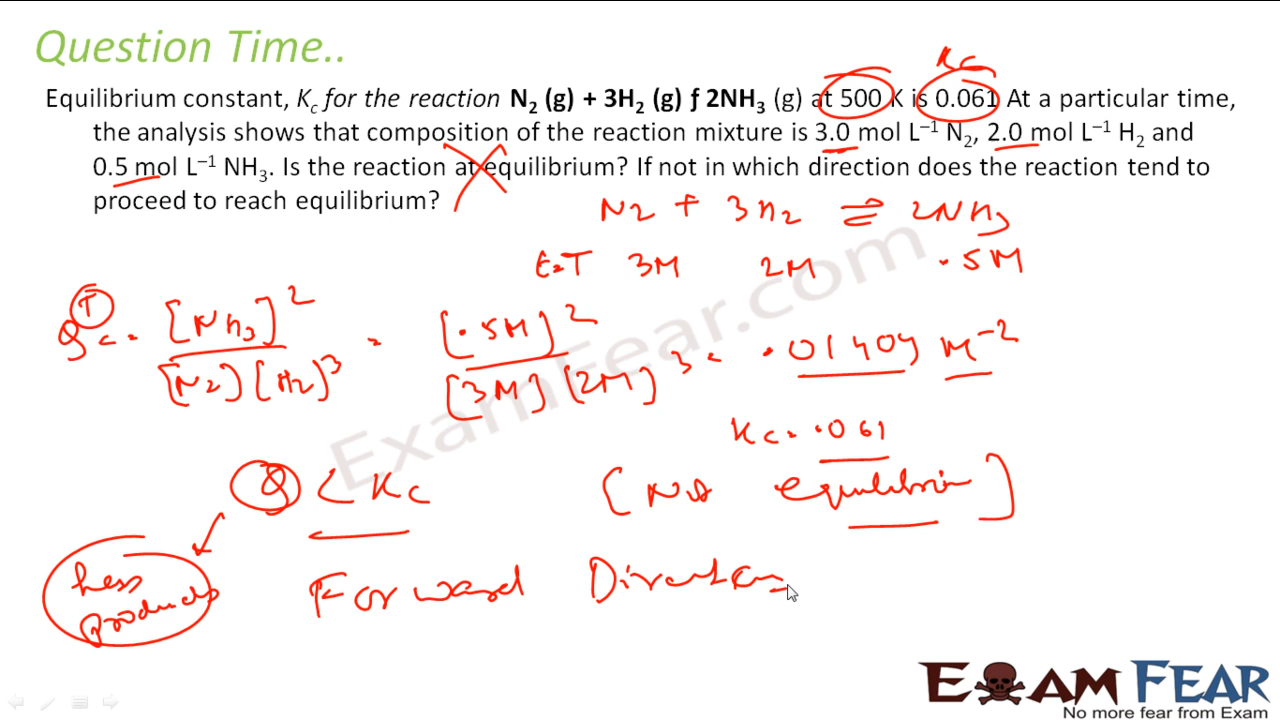 Question Time..
Equilibrium constant, Kc for the reaction N2 (g) + 3H2 (g) ƒ 2NH3 (g) at 500 K is 0.061 At a particular time,
the analysis shows that composition of the reaction mixture is 3.0 mol L–1 N2, 2.0 mol L–1 H2 and
0.5 mol L–1 NH3. Is the reaction at equilibrium? If not in which direction does the reaction tend to
proceed to reach equilibrium?
Kc
N2 + 3H2 ⇌ 2NH3
t=T 3M 2M .5M
T
Qc = [NH3]^2 / [N2][H2]^3 = [.5M]^2 / [3M][2M]^3 = .01409 M^-2
Kc = .061
Q < Kc [Not equilibrium]
Less products
Forward Direction
ExamFear.com
EXAM FEAR
No more fear from Exam